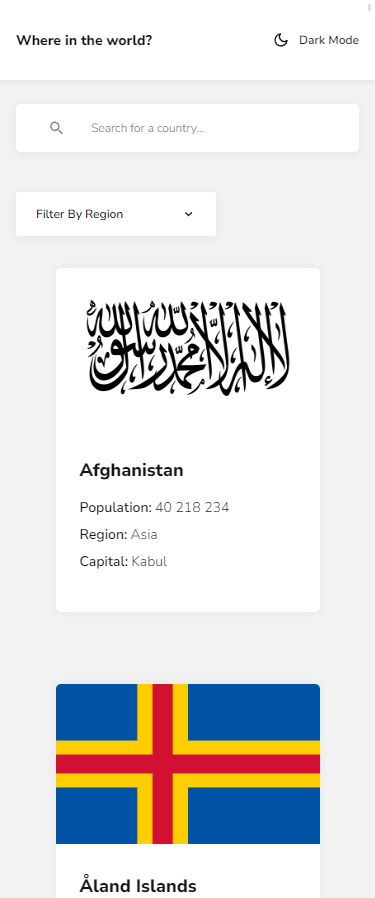 Where in the world?
Dark Mode
Search for a country...
Filter By Region
لا إله إلا الله محمد رسول الله
Afghanistan
Population: 40 218 234
Region: Asia
Capital: Kabul
Åland Islands